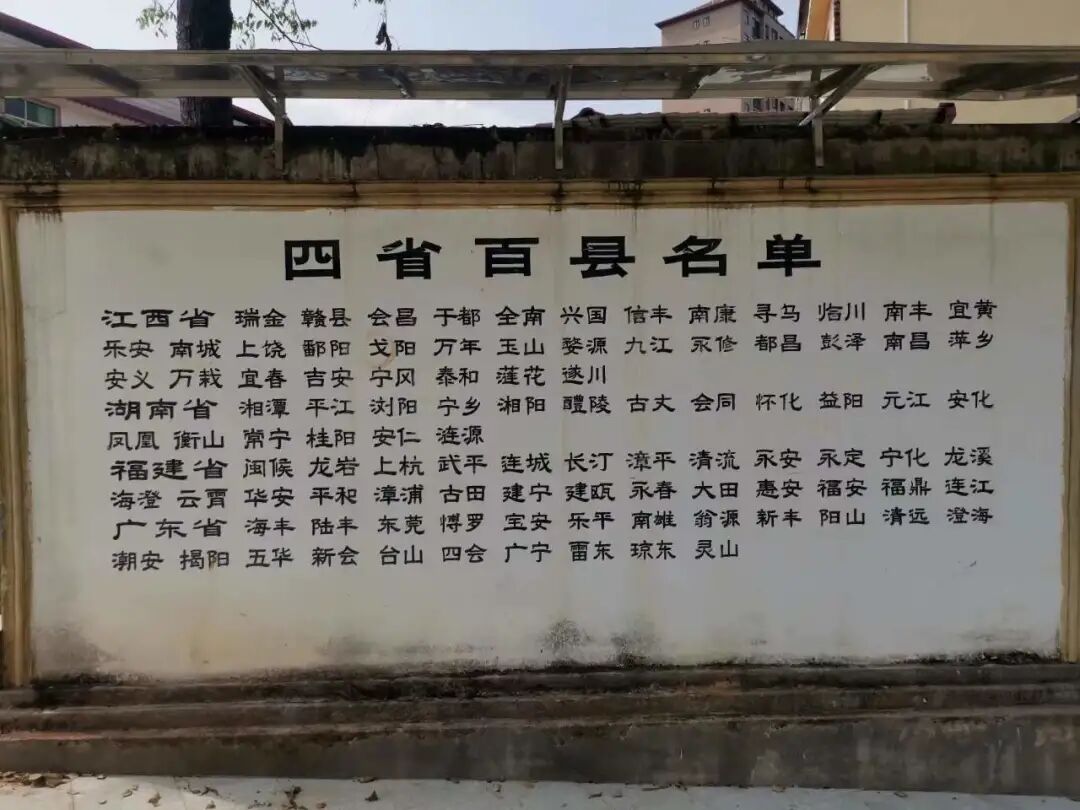 四省百县名单
江西省 瑞金 赣县 会昌 于都 全南 兴国 信丰 南康 寻乌 临川 南丰 宜黄
乐安 南城 上饶 鄱阳 戈阳 万年 玉山 婺源 九江 永修 都昌 彭泽 南昌 萍乡
安义 万栽 宜春 吉安 宁冈 泰和 莲花 遂川
湖南省 湘潭 平江 浏阳 宁乡 湘阳 醴陵 古丈 会同 怀化 益阳 元江 安化
凤凰 衡山 常宁 桂阳 安仁 涟源
福建省 闽侯 龙岩 上杭 武平 连城 长汀 漳平 清流 永安 永定 宁化 龙溪
海澄 云霄 华安 平和 漳浦 古田 建宁 建瓯 永春 大田 惠安 福安 福鼎 连江
广东省 海丰 陆丰 东莞 博罗 宝安 乐平 南雄 翁源 新丰 阳山 清远 澄海
潮安 揭阳 五华 新会 台山 四会 广宁 雷东 琼东 灵山